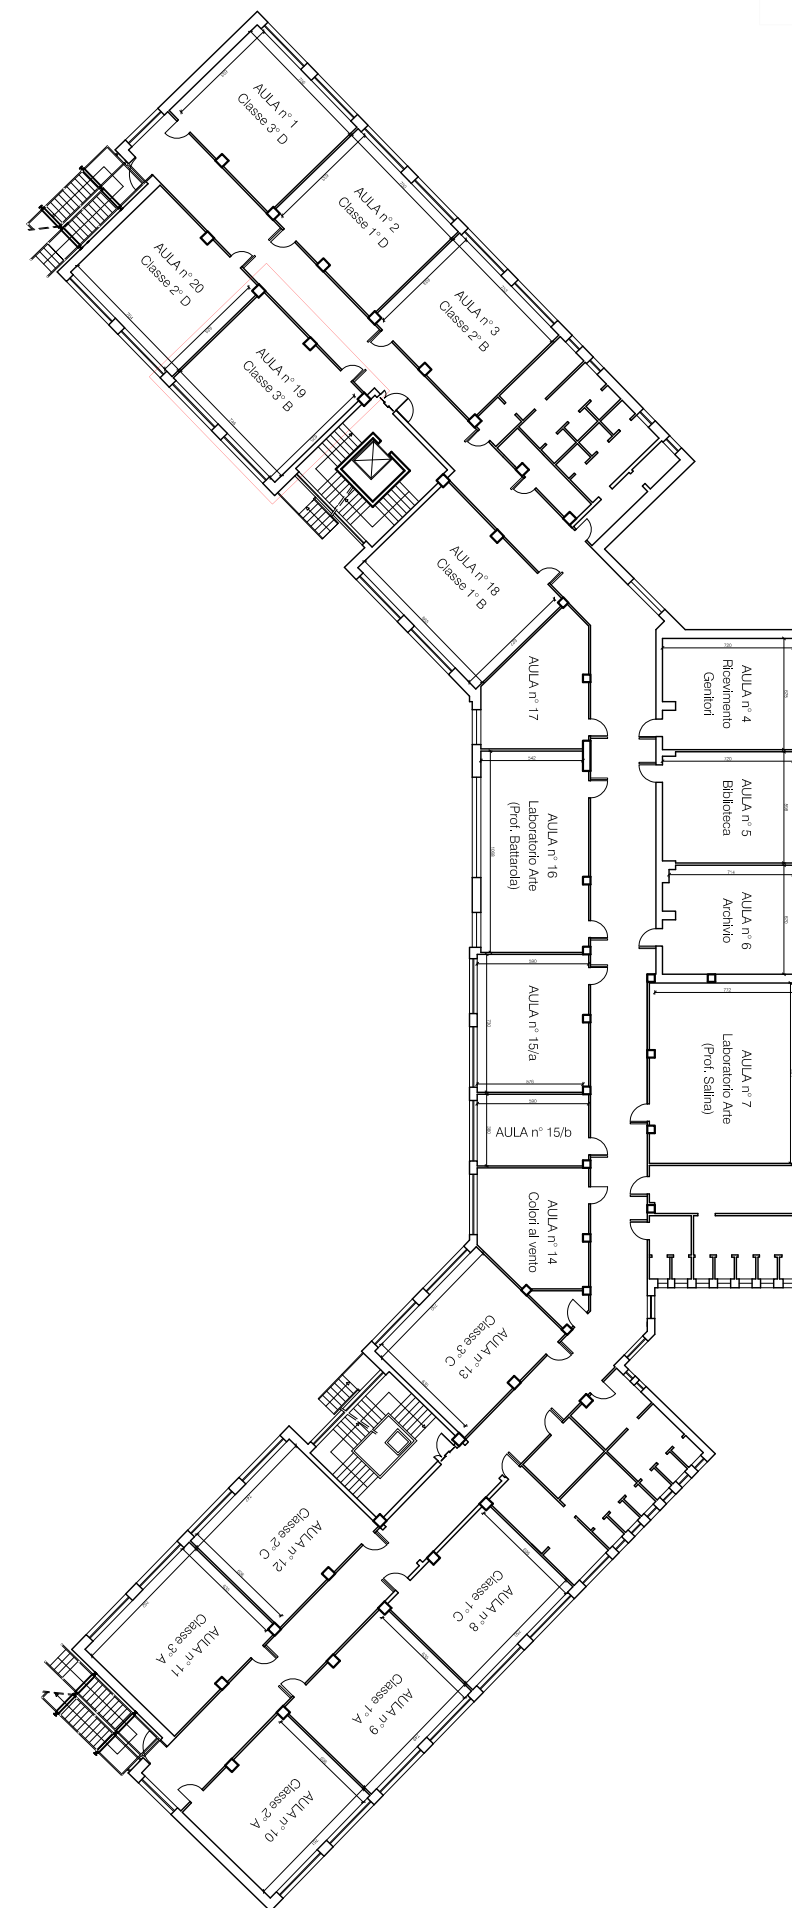 AULA n° 1
Classe 3° D
AULA n° 2
Classe 1° D
AULA n° 3
Classe 2° B
AULA n° 20
Classe 2° D
AULA n° 19
Classe 3° B
AULA n° 18
Classe 1° B
AULA n° 17
AULA n° 4
Ricevimento
Genitori
AULA n° 5
Biblioteca
AULA n° 16
Laboratorio Arte
(Prof. Battarola)
AULA n° 6
Archivio
AULA n° 15/a
AULA n° 7
Laboratorio Arte
(Prof. Salina)
AULA n° 15/b
AULA n° 14
Colori al vento
AULA n° 13
Classe 3° C
AULA n° 12
Classe 2° C
AULA n° 8
Classe 1° C
AULA n° 11
Classe 3° A
AULA n° 9
Classe 1° A
AULA n° 10
Classe 2° A